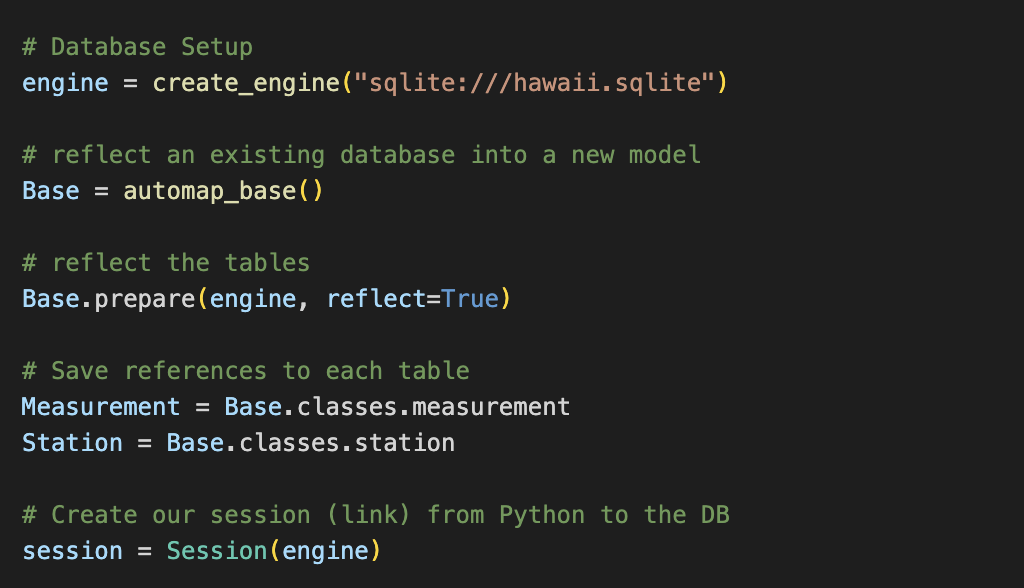 # Database Setup
engine = create_engine("sqlite:///hawaii.sqlite")
# reflect an existing database into a new model
Base = automap_base()
# reflect the tables
Base.prepare(engine, reflect=True)
# Save references to each table
Measurement = Base.classes.measurement
Station = Base.classes.station
# Create our session (link) from Python to the DB
session = Session(engine)